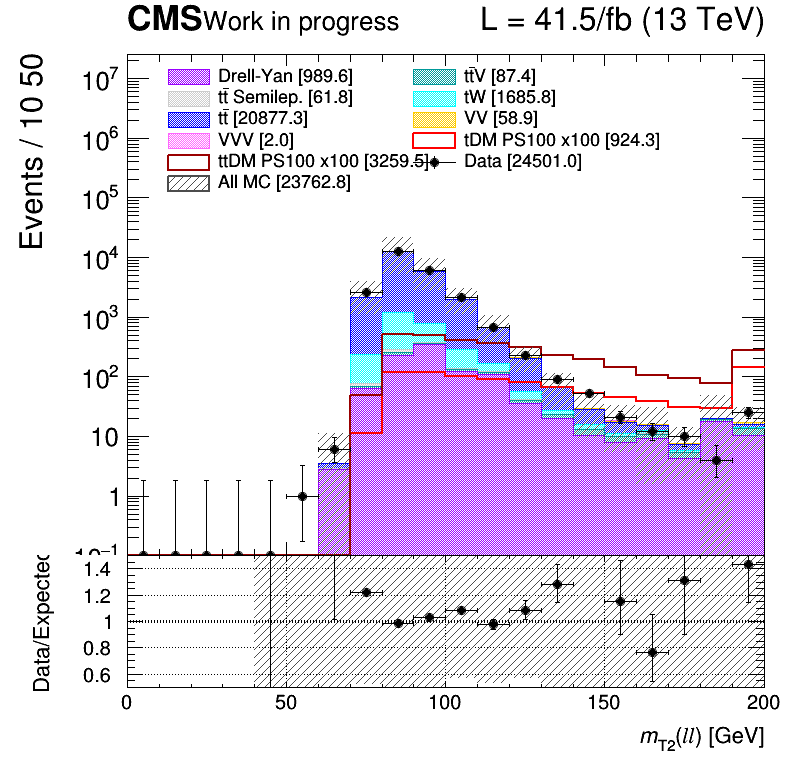 CMS Work in progress L = 41.5/fb (13 TeV)
Events / 10 50
10⁷
10⁶
10⁵
10⁴
10³
10²
10
1
10⁻¹
Drell-Yan [989.6] tt̄V [87.4]
tt̄ Semilep. [61.8] tW [1685.8]
tt̄ [20877.3] VV [58.9]
VVV [2.0] tDM PS100 x100 [924.3]
ttDM PS100 x100 [3259.5] Data [24501.0]
All MC [23762.8]
Data/Expected
1.4
1.2
1
0.8
0.6
0 50 100 150 200
m_T2(ll) [GeV]